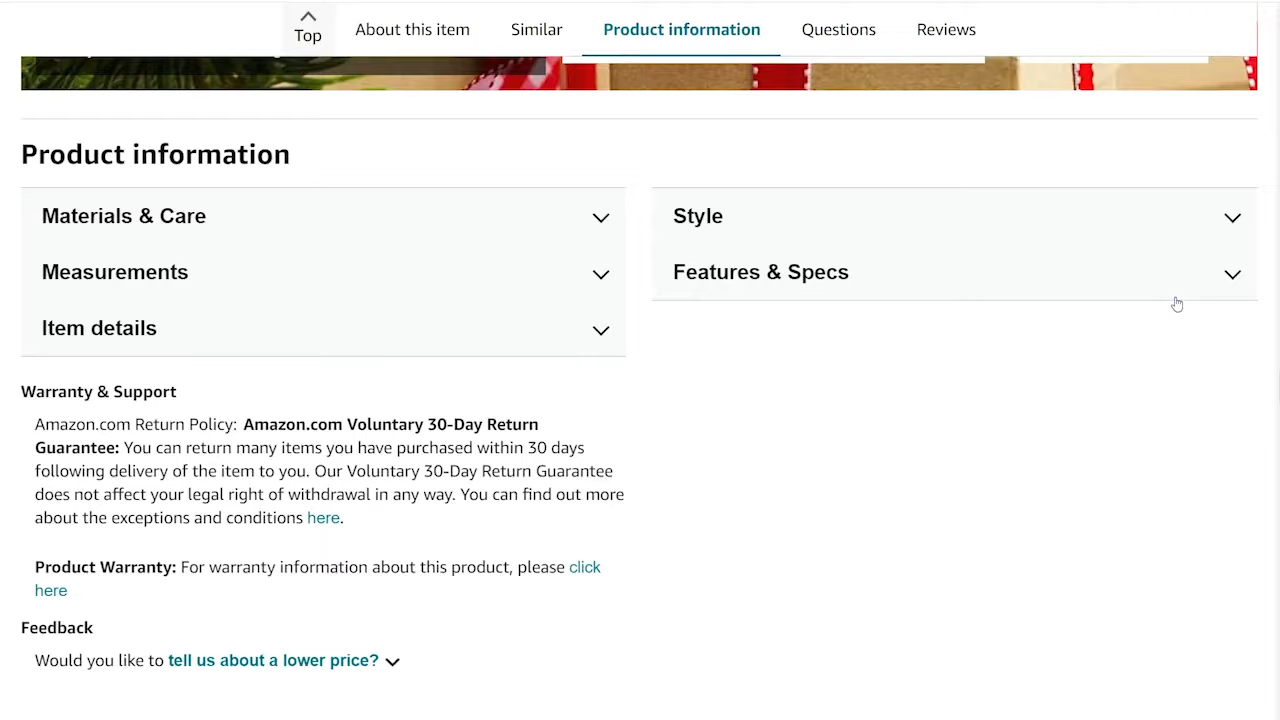 Top
About this item
Similar
Product information
Questions
Reviews
Product information
Materials & Care
Style
Measurements
Features & Specs
Item details
Warranty & Support
Amazon.com Return Policy: Amazon.com Voluntary 30-Day Return
Guarantee: You can return many items you have purchased within 30 days
following delivery of the item to you. Our Voluntary 30-Day Return Guarantee
does not affect your legal right of withdrawal in any way. You can find out more
about the exceptions and conditions here.
Product Warranty: For warranty information about this product, please click
here
Feedback
Would you like to tell us about a lower price?